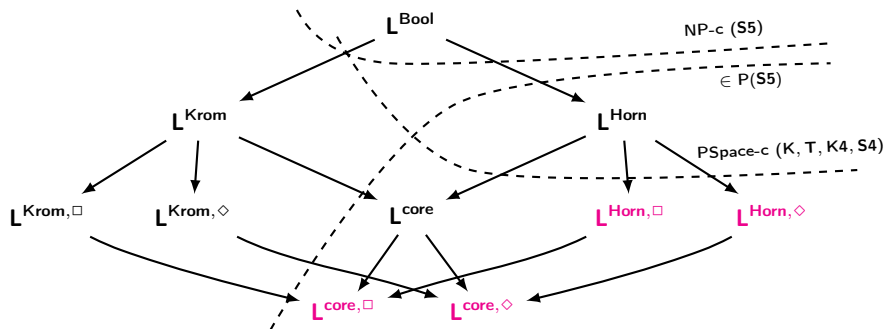 L^Bool
NP-c (S5)
∈ P(S5)
L^Krom
L^Horn
PSpace-c (K, T, K4, S4)
L^Krom,□
L^Krom,◇
L^core
L^Horn,□
L^Horn,◇
L^core,□
L^core,◇